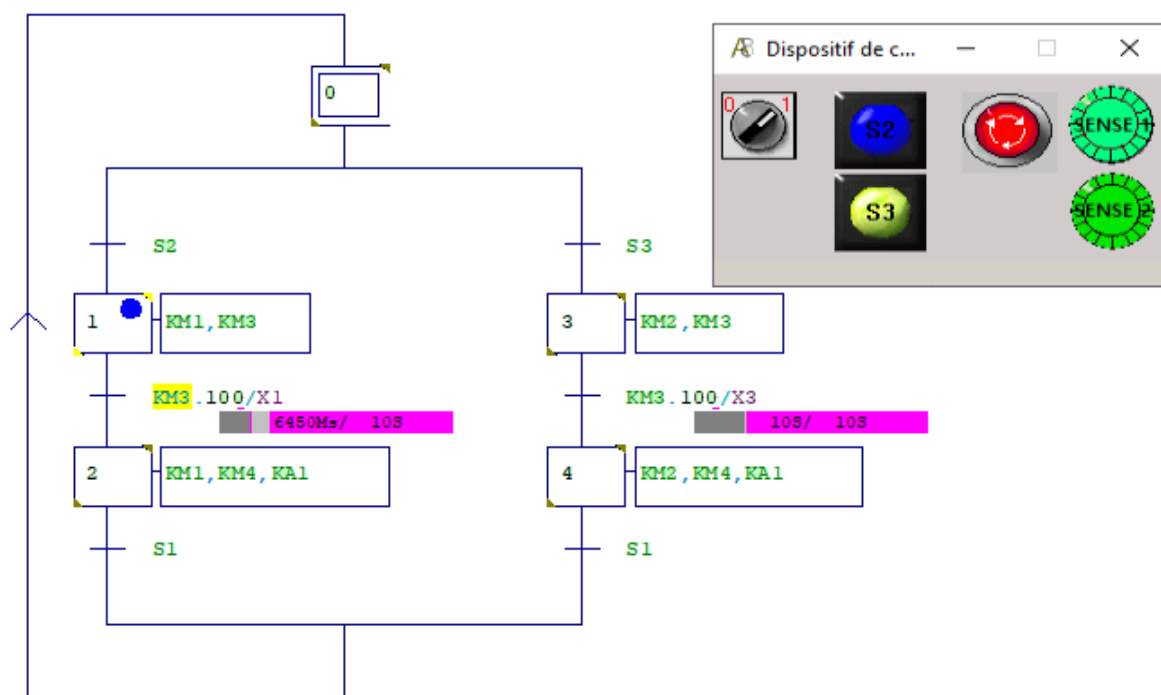 Dispositif de c...
0 1
S2
SENSE 1
S3
SENSE 2
0
S2
S3
1
KM1,KM3
3
KM2,KM3
KM3.100/X1
KM3.100/X3
6450Ms/ 10S
10S/ 10S
2
KM1,KM4,KA1
4
KM2,KM4,KA1
S1
S1